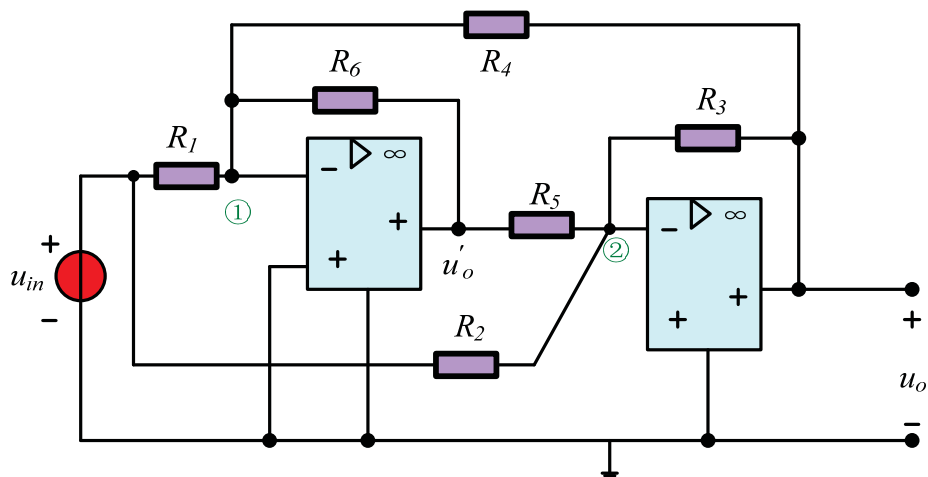 R4
R6
R3
R1
▷ ∞
−
①
R5
▷ ∞
+
−
②
+
+
u'o
uin
+
−
+
+
R2
+
uo
−